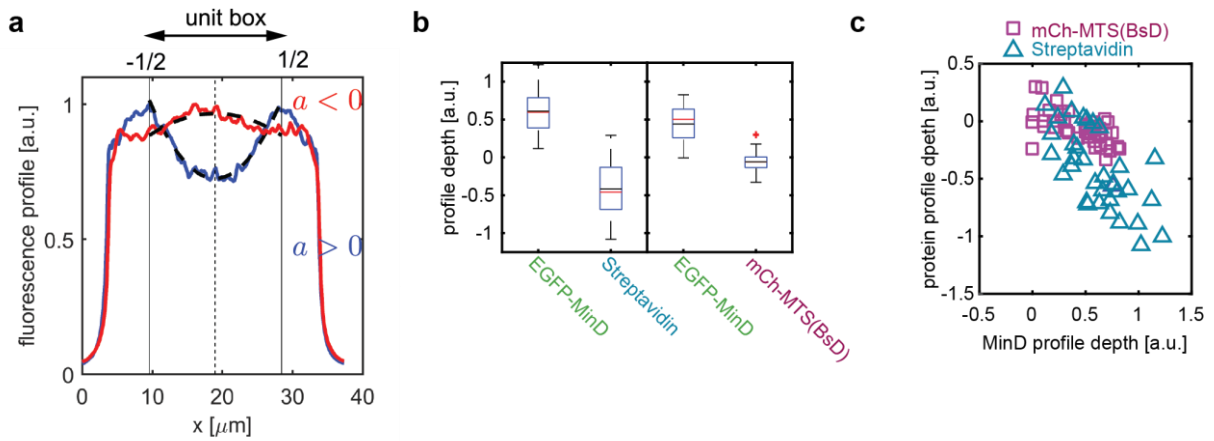 a
unit box
-1/2
1/2
fluorescence profile [a.u.]
1
0.5
0
a < 0
a > 0
0
10
20
30
40
x [μm]
b
profile depth [a.u.]
1
0.5
0
-0.5
-1
EGFP-MinD
Streptavidin
EGFP-MinD
mCh-MTS(BsD)
c
mCh-MTS(BsD)
Streptavidin
protein profile dpeth [a.u.]
0.5
0
-0.5
-1
-1.5
-0.5
0
0.5
1
1.5
MinD profile depth [a.u.]